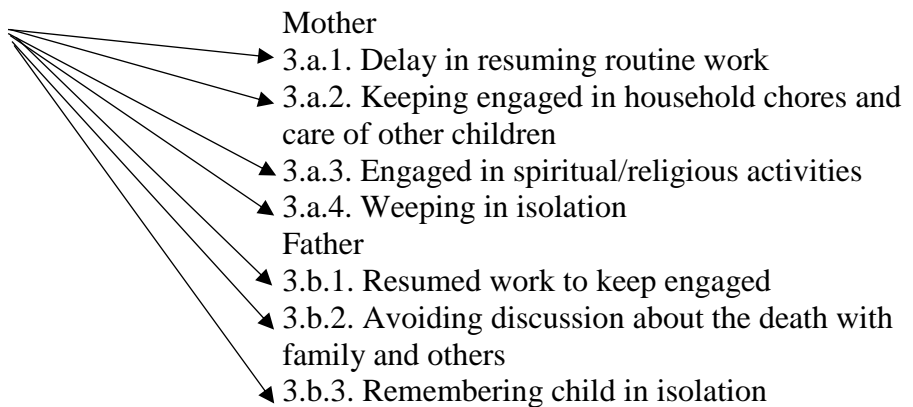 Mother
3.a.1. Delay in resuming routine work
3.a.2. Keeping engaged in household chores and
care of other children
3.a.3. Engaged in spiritual/religious activities
3.a.4. Weeping in isolation
Father
3.b.1. Resumed work to keep engaged
3.b.2. Avoiding discussion about the death with
family and others
3.b.3. Remembering child in isolation